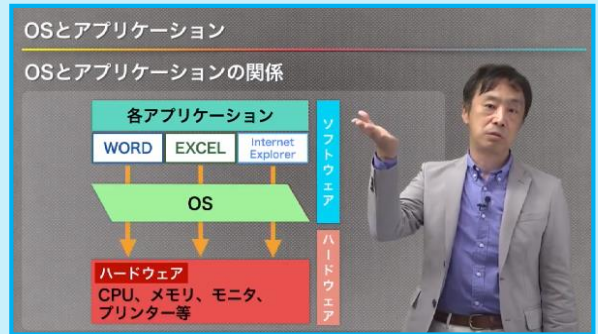 OSとアプリケーション
OSとアプリケーションの関係
各アプリケーション
WORD
EXCEL
Internet
Explorer
OS
ハードウェア
CPU、メモリ、モニタ、
プリンター等
ソフトウェア
ハードウェア